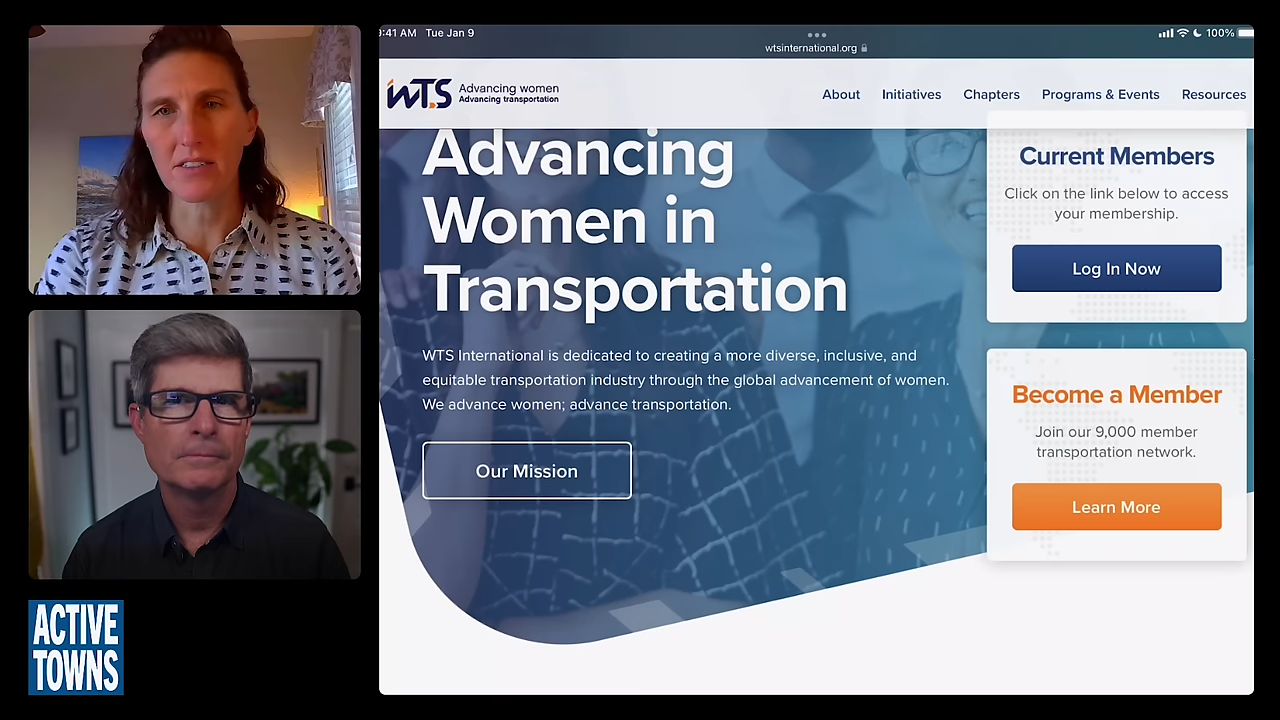 9:41 AM Tue Jan 9
wtsinternational.org
100%
WTS
Advancing women
Advancing transportation
About
Initiatives
Chapters
Programs & Events
Resources
Advancing
Women in
Transportation
WTS International is dedicated to creating a more diverse, inclusive, and
equitable transportation industry through the global advancement of women.
We advance women; advance transportation.
Our Mission
Current Members
Click on the link below to access
your membership.
Log In Now
Become a Member
Join our 9,000 member
transportation network.
Learn More
ACTIVE
TOWNS